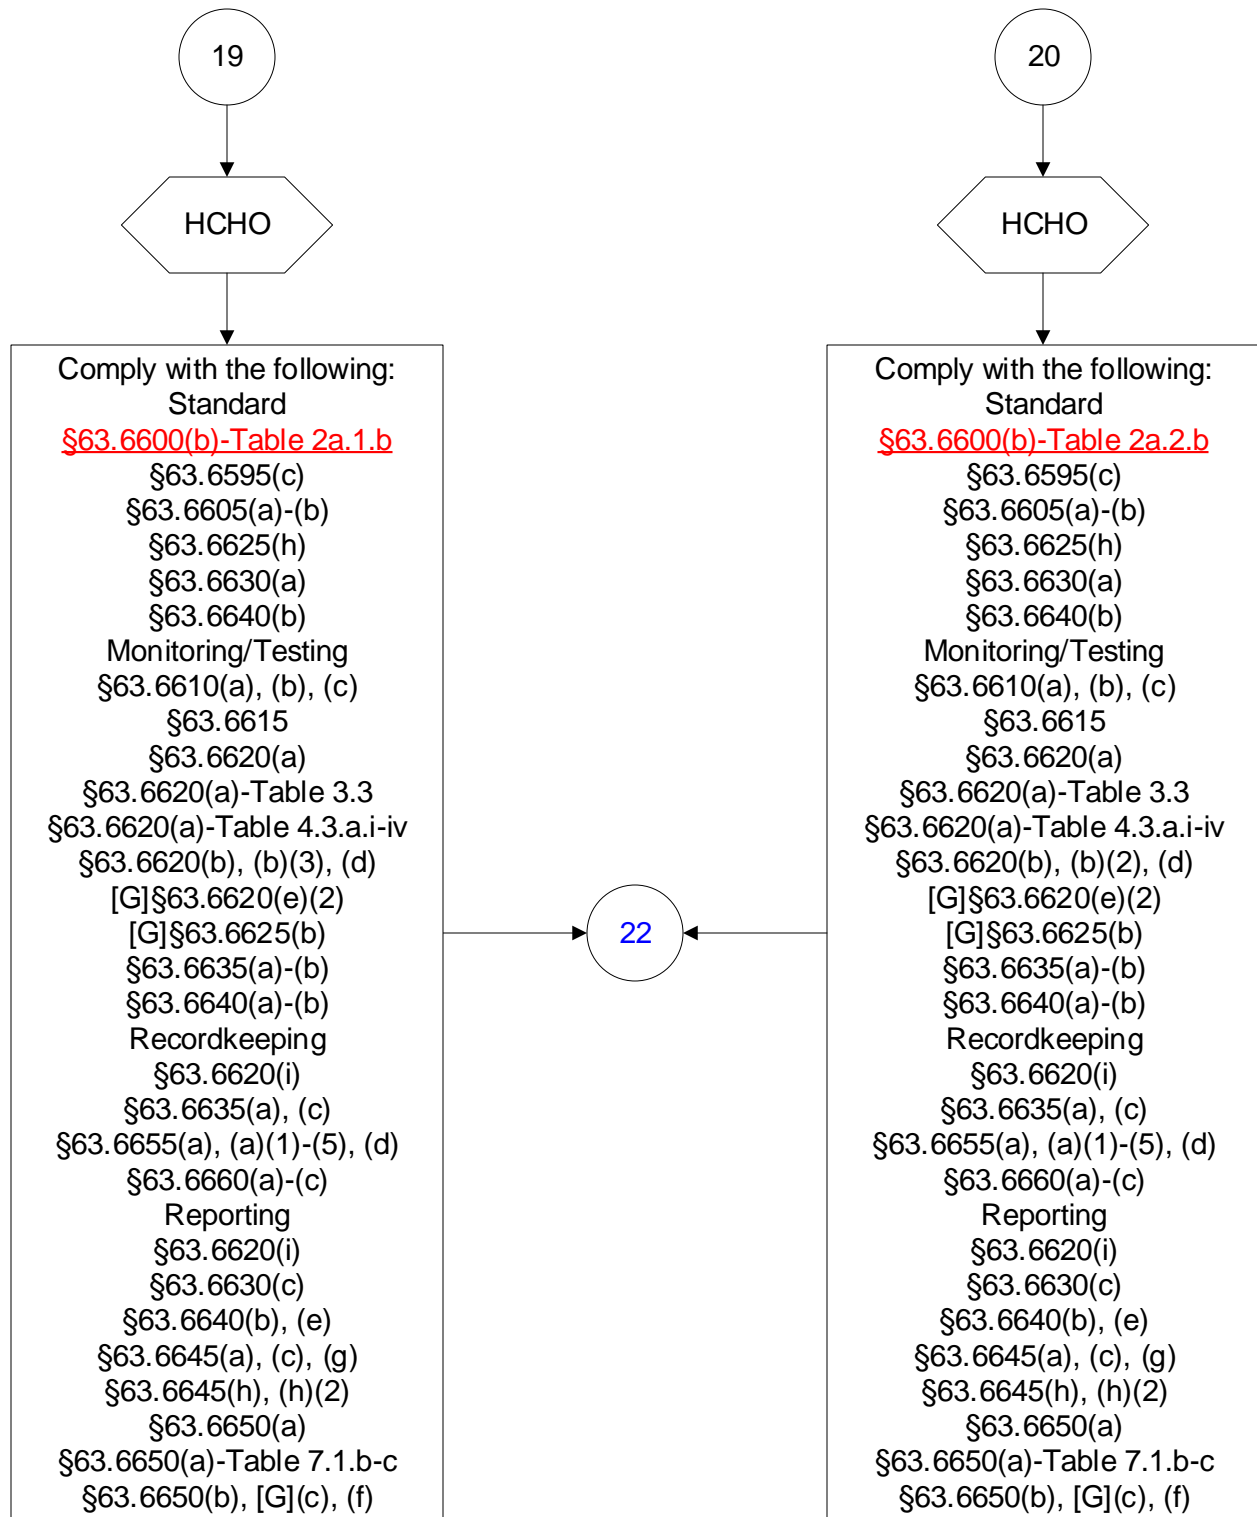 19
HCHO
Comply with the following:
Standard
§63.6600(b)-Table 2a.1.b
§63.6595(c)
§63.6605(a)-(b)
§63.6625(h)
§63.6630(a)
§63.6640(b)
Monitoring/Testing
§63.6610(a), (b), (c)
§63.6615
§63.6620(a)
§63.6620(a)-Table 3.3
§63.6620(a)-Table 4.3.a.i-iv
§63.6620(b), (b)(3), (d)
[G]§63.6620(e)(2)
[G]§63.6625(b)
§63.6635(a)-(b)
§63.6640(a)-(b)
Recordkeeping
§63.6620(i)
§63.6635(a), (c)
§63.6655(a), (a)(1)-(5), (d)
§63.6660(a)-(c)
Reporting
§63.6620(i)
§63.6630(c)
§63.6640(b), (e)
§63.6645(a), (c), (g)
§63.6645(h), (h)(2)
§63.6650(a)
§63.6650(a)-Table 7.1.b-c
§63.6650(b), [G](c), (f)
22
20
HCHO
Comply with the following:
Standard
§63.6600(b)-Table 2a.2.b
§63.6595(c)
§63.6605(a)-(b)
§63.6625(h)
§63.6630(a)
§63.6640(b)
Monitoring/Testing
§63.6610(a), (b), (c)
§63.6615
§63.6620(a)
§63.6620(a)-Table 3.3
§63.6620(a)-Table 4.3.a.i-iv
§63.6620(b), (b)(2), (d)
[G]§63.6620(e)(2)
[G]§63.6625(b)
§63.6635(a)-(b)
§63.6640(a)-(b)
Recordkeeping
§63.6620(i)
§63.6635(a), (c)
§63.6655(a), (a)(1)-(5), (d)
§63.6660(a)-(c)
Reporting
§63.6620(i)
§63.6630(c)
§63.6640(b), (e)
§63.6645(a), (c), (g)
§63.6645(h), (h)(2)
§63.6650(a)
§63.6650(a)-Table 7.1.b-c
§63.6650(b), [G](c), (f)